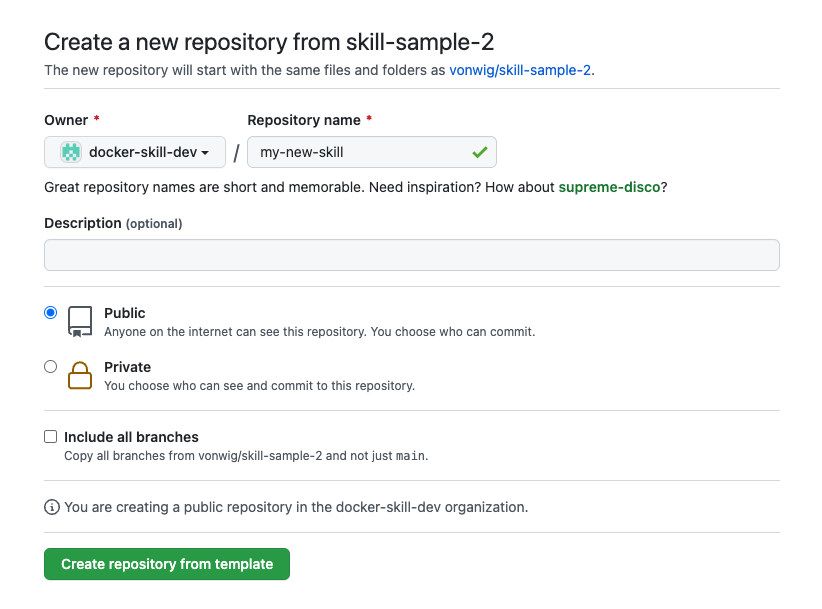 Create a new repository from skill-sample-2
The new repository will start with the same files and folders as vonwig/skill-sample-2.
Owner * Repository name *
docker-skill-dev / my-new-skill
Great repository names are short and memorable. Need inspiration? How about supreme-disco?
Description (optional)
Public
Anyone on the internet can see this repository. You choose who can commit.
Private
You choose who can see and commit to this repository.
Include all branches
Copy all branches from vonwig/skill-sample-2 and not just main.
You are creating a public repository in the docker-skill-dev organization.
Create repository from template